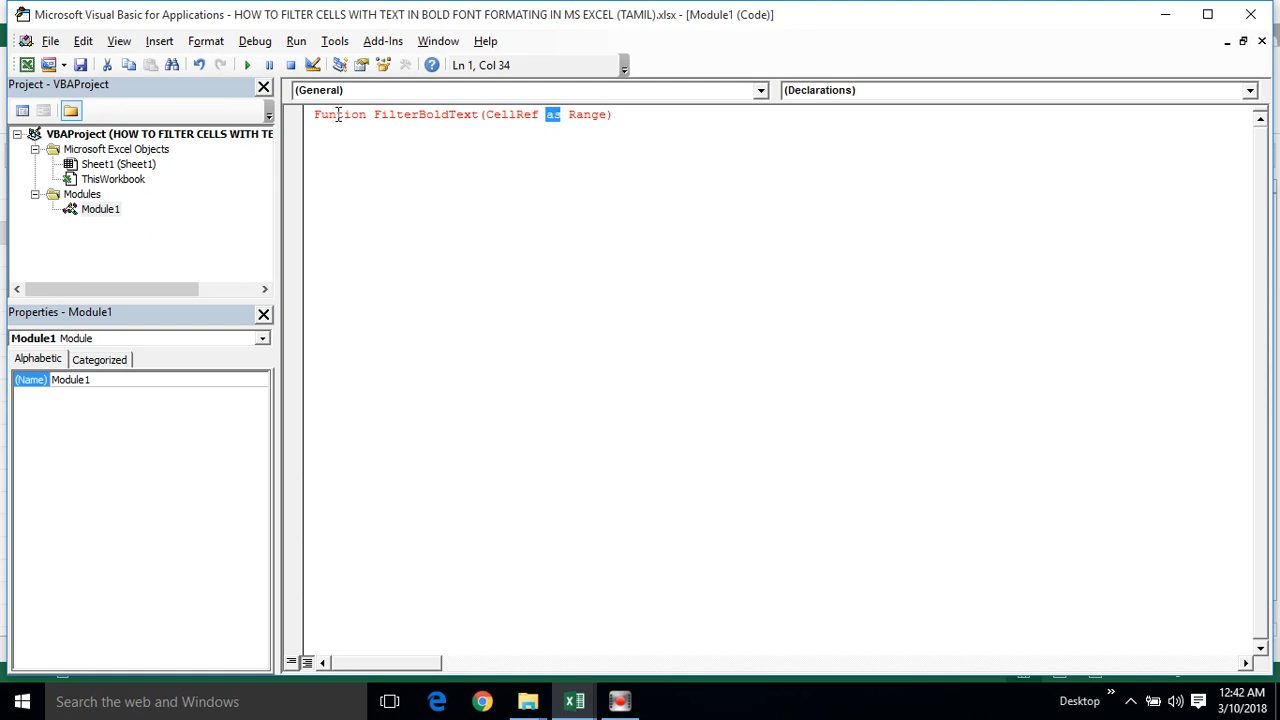 Microsoft Visual Basic for Applications - HOW TO FILTER CELLS WITH TEXT IN BOLD FONT FORMATING IN MS EXCEL (TAMIL).xlsx - [Module1 (Code)]
File Edit View Insert Format Debug Run Tools Add-Ins Window Help
Ln 1, Col 34
Project - VBAProject
(General)
(Declarations)
VBAProject (HOW TO FILTER CELLS WITH TE
Microsoft Excel Objects
Sheet1 (Sheet1)
ThisWorkbook
Modules
Module1
Funcion FilterBoldText(CellRef as Range)
Properties - Module1
Module1 Module
Alphabetic Categorized
(Name) Module1
Search the web and Windows
Desktop
12:42 AM
3/10/2018